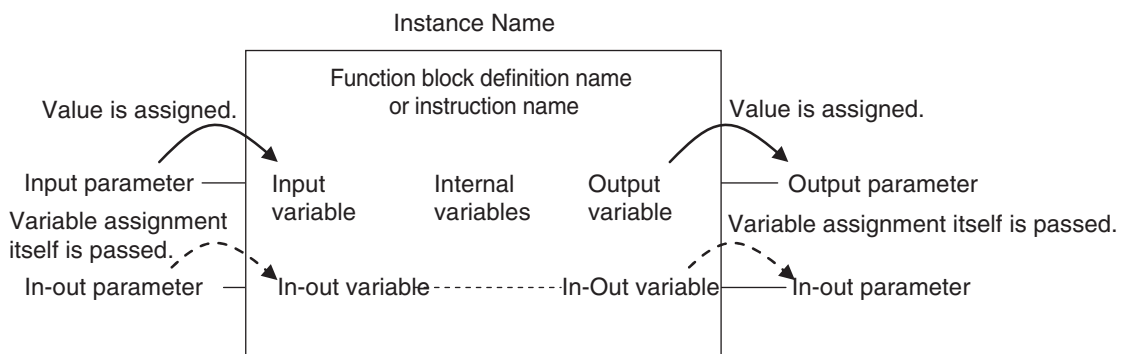 Instance Name
Function block definition name
or instruction name
Value is assigned.
Value is assigned.
Input parameter
Input
variable
Internal
variables
Output
variable
Output parameter
Variable assignment
itself is passed.
Variable assignment itself is passed.
In-out parameter
In-out variable
In-Out variable
In-out parameter